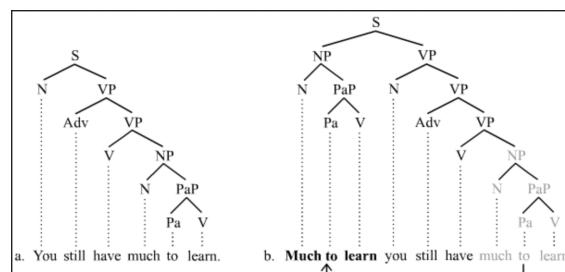 S
S
NP
VP
N
VP
N
PaP
N
VP
Adv
VP
Pa
V
Adv
VP
V
NP
V
NP
N
PaP
N
PaP
Pa
V
Pa
V
a. You still have much to learn.
b. Much to learn you still have much to learn